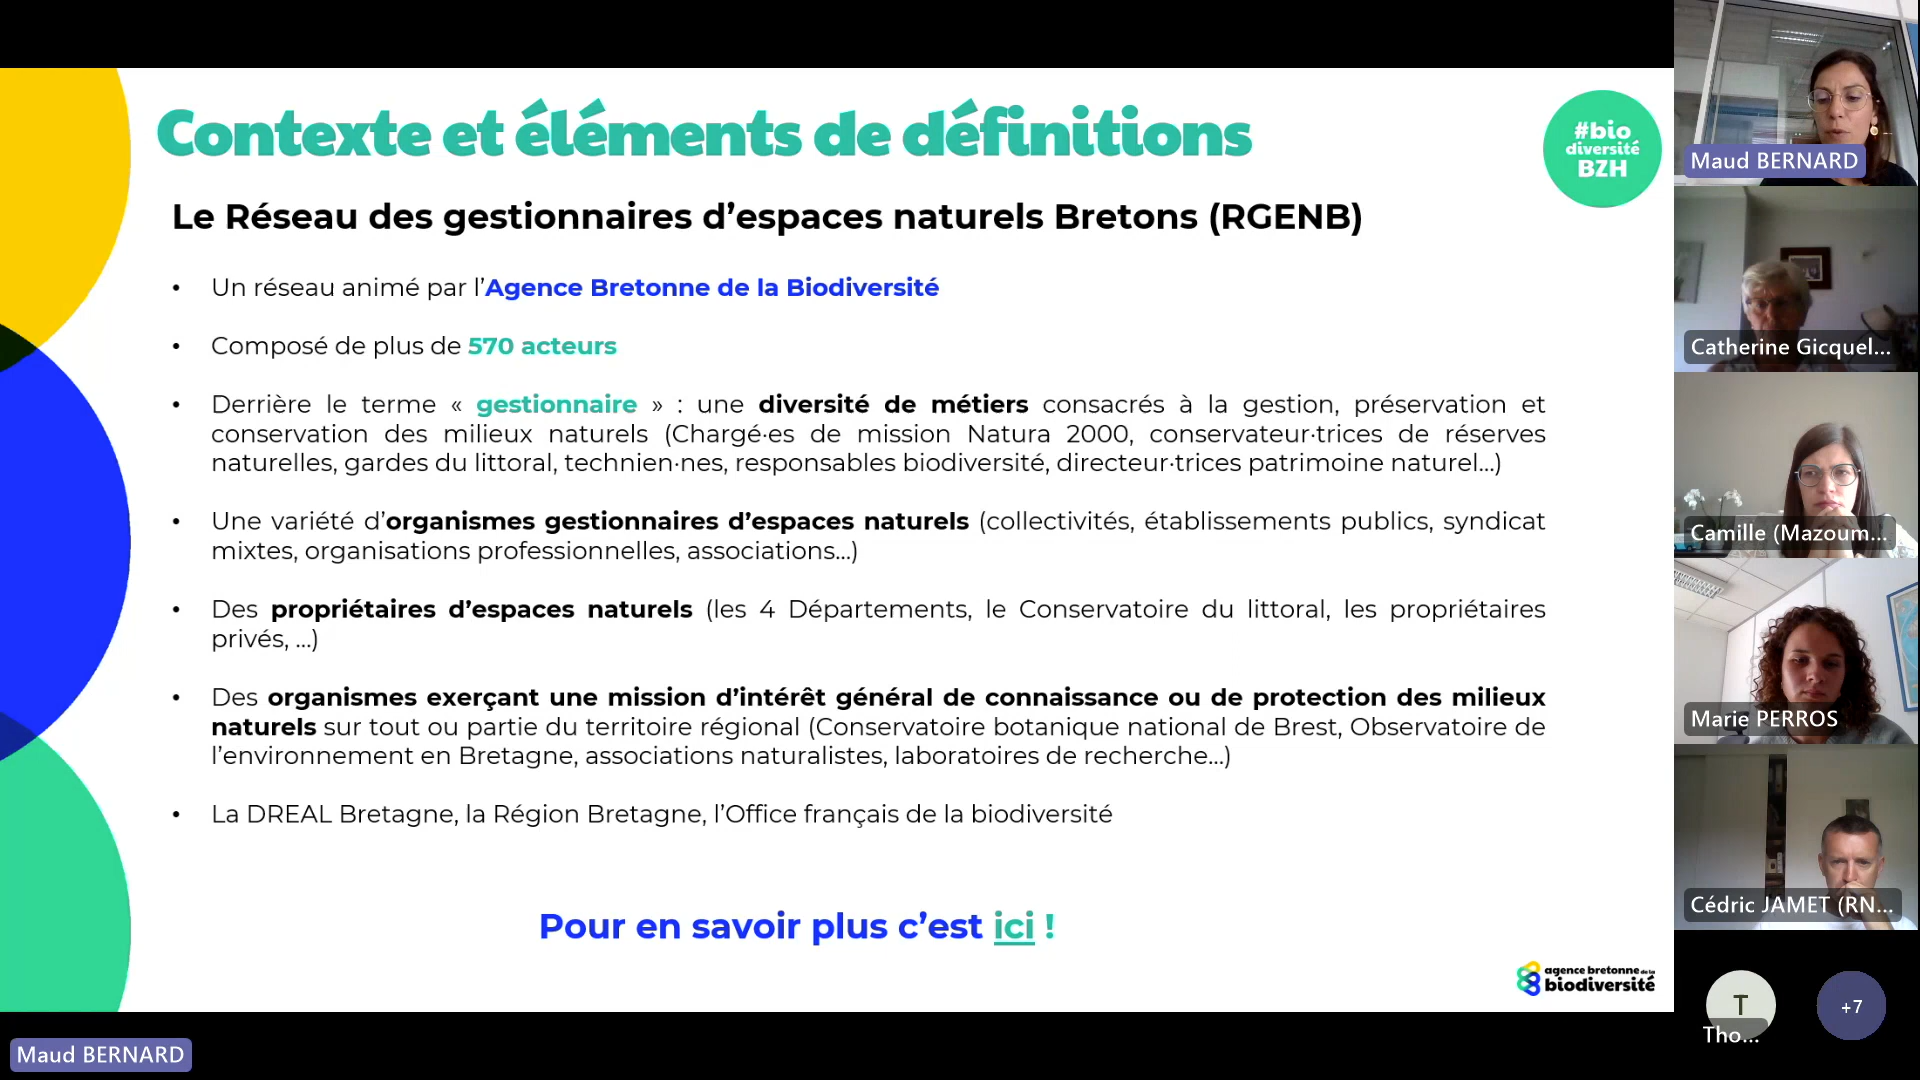 Contexte et éléments de définitions
#bio
diversité
BZH
Le Réseau des gestionnaires d’espaces naturels Bretons (RGENB)
• Un réseau animé par l’Agence Bretonne de la Biodiversité
• Composé de plus de 570 acteurs
• Derrière le terme « gestionnaire » : une diversité de métiers consacrés à la gestion, préservation et
conservation des milieux naturels (Chargé·es de mission Natura 2000, conservateur·trices de réserves
naturelles, gardes du littoral, technien·nes, responsables biodiversité, directeur·trices patrimoine naturel...)
• Une variété d’organismes gestionnaires d’espaces naturels (collectivités, établissements publics, syndicat
mixtes, organisations professionnelles, associations...)
• Des propriétaires d’espaces naturels (les 4 Départements, le Conservatoire du littoral, les propriétaires
privés, ...)
• Des organismes exerçant une mission d’intérêt général de connaissance ou de protection des milieux
naturels sur tout ou partie du territoire régional (Conservatoire botanique national de Brest, Observatoire de
l’environnement en Bretagne, associations naturalistes, laboratoires de recherche...)
• La DREAL Bretagne, la Région Bretagne, l’Office français de la biodiversité
Pour en savoir plus c’est ici !
agence bretonne de la
biodiversité
Maud BERNARD
Maud BERNARD
Catherine Gicquel...
Camille (Mazoum...
Marie PERROS
Cédric JAMET (RN...
T
Tho...
+7